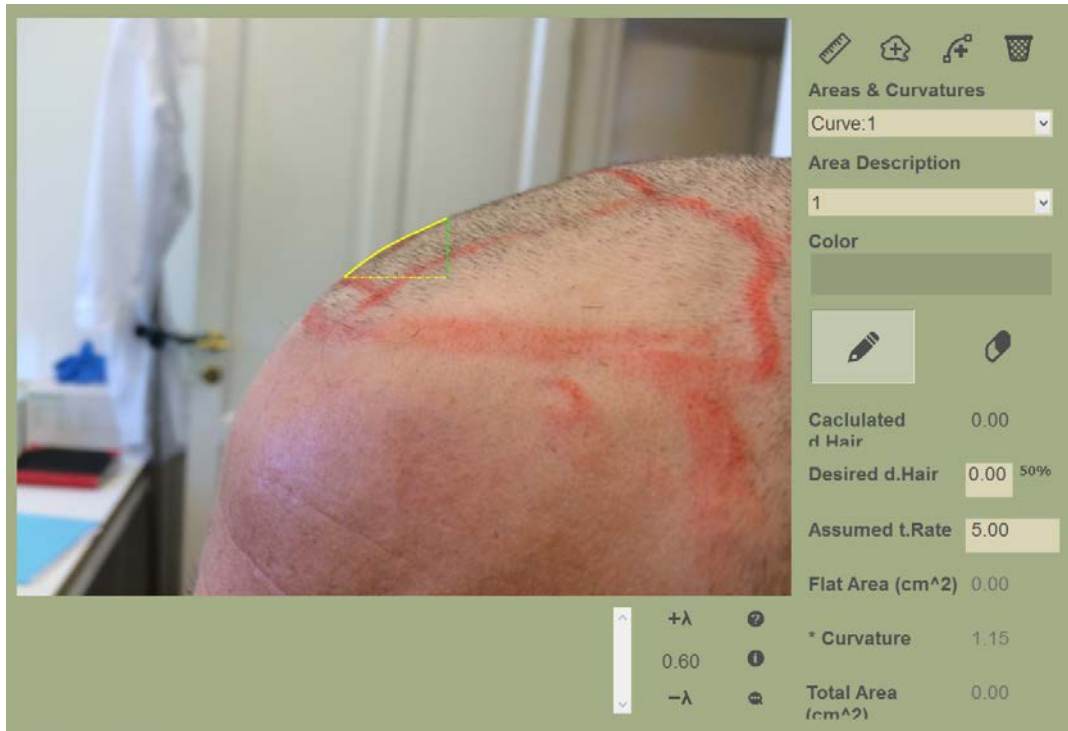 Areas & Curvatures
Curve:1
Area Description
1
Color
Caclulated 0.00
d Hair
Desired d.Hair 0.00 50%
Assumed t.Rate 5.00
Flat Area (cm^2) 0.00
* Curvature 1.15
Total Area 0.00
(cm^2)
+λ
0.60
−λ